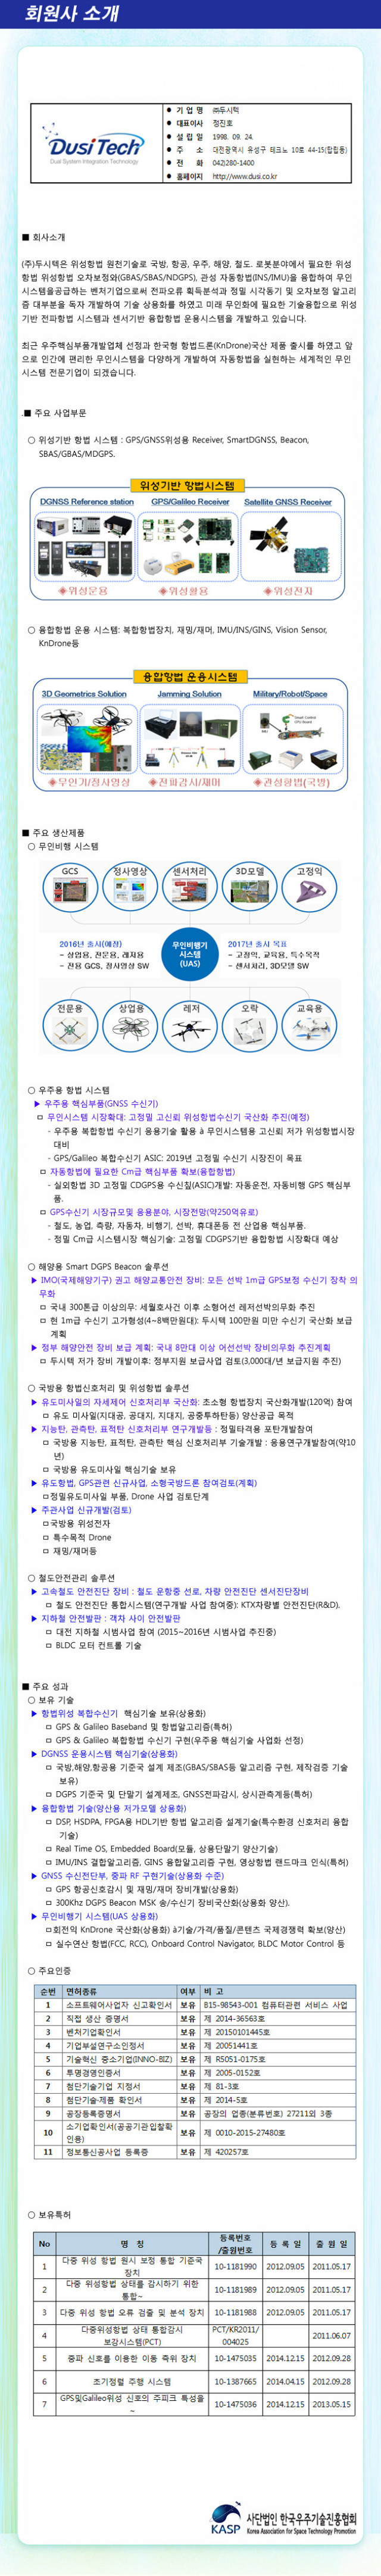 회원사 소개
DusiTech
Dual System Integration Technology
● 기 업 명 ㈜두시텍
● 대표이사 정진호
● 설 립 일 1998. 09. 24.
● 주 소 대전광역시 유성구 테크노 10로 44-15(탑립동)
● 전 화 042)280-1400
● 홈페이지 http://www.dusi.co.kr
■ 회사소개
(주)두시텍은 위성항법 원천기술로 국방, 항공, 우주, 해양, 철도, 로봇분야에서 필요한 위성
항법 위성항법 오차보정와(GBAS/SBAS/NDGPS), 관성 자동항법(INS/IMU)을 융합하여 무인
시스템을공급하는 벤처기업으로써 전파오류 획득분석과 정밀 시각동기 및 오차보정 알고리
즘 대부분을 독자 개발하여 기술 상용화를 하였고 미래 무인화에 필요한 기술융합으로 위성
기반 전파항법 시스템과 센서기반 융합항법 운용시스템을 개발하고 있습니다.
최근 우주핵심부품개발업체 선정과 한국형 항법드론(KnDrone)국산 제품 출시를 하였고 앞
으로 인간에 편리한 무인시스템을 다양하게 개발하여 자동항법을 실현하는 세계적인 무인
시스템 전문기업이 되겠습니다.
.■ 주요 사업부문
○ 위성기반 항법 시스템 : GPS/GNSS위성용 Receiver, SmartDGNSS, Beacon,
SBAS/GBAS/MDGPS.
위성기반 항법시스템
DGNSS Reference station GPS/Galileo Receiver Satellite GNSS Receiver
◈위성운용 ◈위성활용 ◈위성전자
○ 융합항법 운용 시스템: 복합항법장치, 재밍/재머, IMU/INS/GINS, Vision Sensor,
KnDrone등
융합항법 운용시스템
3D Geometrics Solution Jamming Solution Military/Robot/Space
◈무인기/정사영상 ◈전파감시/재머 ◈관성항법(국방)
■ 주요 생산제품
○ 무인비행 시스템
GCS 정사영상 센서처리 3D모델 고정익
2016년 출시(예정)
- 상업용, 전문용, 레저용
- 전용 GCS, 정사영상 SW
무인비행기
시스템
(UAS)
2017년 출시 목표
- 고정익, 교육용, 특수목적
- 센서처리, 3D모델 SW
전문용 상업용 레저 오락 교육용
○ 우주용 항법 시스템
▶ 우주용 핵심부품(GNSS 수신기)
ㅁ 무인시스템 시장확대: 고정밀 고신뢰 위성항법수신기 국산화 추진(예정)
- 우주용 복합항법 수신기 응용기술 활용 à 무인시스템용 고신뢰 저가 위성항법시장
대비
- GPS/Galileo 복합수신기 ASIC: 2019년 고정밀 수신기 시장진이 목표
ㅁ 자동항법에 필요한 Cm급 핵심부품 확보(융합항법)
- 실외항법 3D 고정밀 CDGPS용 수신칩(ASIC)개발: 자동운전, 자동비행 GPS 핵심부
품.
ㅁ GPS수신기 시장규모및 응용분야, 시장전망(약250억유로)
- 철도, 농업, 측량, 자동차, 비행기, 선박, 휴대폰등 전 산업용 핵심부품.
- 정밀 Cm급 시스템시장 핵심기술: 고정밀 CDGPS기반 융합항법 시장확대 예상
○ 해양용 Smart DGPS Beacon 솔루션
▶ IMO(국제해양기구) 권고 해양교통안전 장비: 모든 선박 1m급 GPS보정 수신기 장착 의
무화
ㅁ 국내 300톤급 이상의무: 세월호사건 이후 소형어선 레저선박의무화 추진
ㅁ 현 1m급 수신기 고가형성(4~8백만원대): 두시텍 100만원 미만 수신기 국산화 보급
계획
▶ 정부 해양안전 장비 보급 계획: 국내 8만대 이상 어선선박 장비의무화 추진계획
ㅁ 두시텍 저가 장비 개발이후: 정부지원 보급사업 검토(3,000대/년 보급지원 추진)
○ 국방용 항법신호처리 및 위성항법 솔루션
▶ 유도미사일의 자세제어 신호처리부 국산화: 초소형 항법장치 국산화개발(120억) 참여
ㅁ 유도 미사일(지대공, 공대지, 지대지, 공중투하탄등) 양산공급 목적
▶ 지능탄, 관측탄, 표적탄 신호처리부 연구개발등 : 정밀타격용 포탄개발참여
ㅁ 국방용 지능탄, 표적탄, 관측탄 핵심 신호처리부 기술개발 : 응용연구개발참여(약10
년)
ㅁ 국방용 유도미사일 핵심기술 보유
▶ 유도항법, GPS관련 신규사업, 소형국방드론 참여검토(계획)
ㅁ정밀유도미사일 부품, Drone 사업 검토단계
▶ 주관사업 신규개발(검토)
ㅁ국방용 위성전자
ㅁ 특수목적 Drone
ㅁ 재밍/재머등
○ 철도안전관리 솔루션
▶ 고속철도 안전진단 장비 : 철도 운항중 선로, 차량 안전진단 센서진단장비
ㅁ 철도 안전진단 통합시스템(연구개발 사업 참여중): KTX차량별 안전진단(R&D).
▶ 지하철 안전발판 : 객차 사이 안전발판
ㅁ 대전 지하철 시범사업 참여 (2015~2016년 시범사업 추진중)
ㅁ BLDC 모터 컨트롤 기술
■ 주요 성과
○ 보유 기술
▶ 항법위성 복합수신기 핵심기술 보유(상용화)
ㅁ GPS & Galileo Baseband 및 항법알고리즘(특허)
ㅁ GPS & Galileo 복합항법 수신기 구현(우주용 핵심기술 사업화 선정)
▶ DGNSS 운용시스템 핵심기술(상용화)
ㅁ 국방,해양,항공용 기준국 설계 제조(GBAS/SBAS등 알고리즘 구현, 제작검증 기술
보유)
ㅁ DGPS 기준국 및 단말기 설계제조, GNSS전파감시, 상시관측계등(특허)
▶ 융합항법 기술(양산용 저가모델 상용화)
ㅁ DSP, HSDPA, FPGA용 HDL기반 항법 알고리즘 설계기술(특수환경 신호처리 융합
기술)
ㅁ Real Time OS, Embedded Board(모듈, 상용단말기 양산기술)
ㅁ IMU/INS 결합알고리즘, GINS 융합알고리즘 구현, 영상항법 랜드마크 인식(특허)
▶ GNSS 수신전단부, 중파 RF 구현기술(상용화 수준)
ㅁ GPS 항공신호감시 및 재밍/재머 장비개발(상용화)
ㅁ 300Khz DGPS Beacon MSK 송/수신기 장비국산화(상용화 양산).
▶ 무인비행기 시스템(UAS 상용화)
ㅁ회전익 KnDrone 국산화(상용화) à기술/가격/품질/콘텐츠 국제경쟁력 확보(양산)
ㅁ 실수연산 항법(FCC, RCC), Onboard Control Navigator, BLDC Motor Control 등
○ 주요인증
순번 면허종류 여부 비 고
1 소프트웨어사업자 신고확인서 보유 B15-98543-001 컴퓨터관련 서비스 사업
2 직접 생산 증명서 보유 제 2014-36563호
3 벤처기업확인서 보유 제 20150101445호
4 기업부설연구소인정서 보유 제 20051441호
5 기술혁신 중소기업(INNO-BIZ) 보유 제 R5051-0175호
6 투명경영인증서 보유 제 2005-0152호
7 첨단기술기업 지정서 보유 제 81-3호
8 첨단기술·제품 확인서 보유 제 2014-5호
9 공장등록증명서 보유 공장의 업종(분류번호) 27211외 3종
10 소기업확인서(공공기관입찰확
인용) 보유 제 0010-2015-27480호
11 정보통신공사업 등록증 보유 제 420257호
○ 보유특허
No 명 칭 등록번호
/출원번호 등 록 일 출 원 일
1 다중 위성 항법 원시 보정 통합 기준국
장치 10-1181990 2012.09.05 2011.05.17
2 다중 위성항법 상태를 감시하기 위한
통합~ 10-1181989 2012.09.05 2011.05.17
3 다중 위성 항법 오류 검출 및 분석 장치 10-1181988 2012.09.05 2011.05.17
4 다중위성항법 상태 통합감시
보강시스템(PCT) PCT/KR2011/
004025 2011.06.07
5 중파 신호를 이용한 이동 측위 장치 10-1475035 2014.12.15 2012.09.28
6 초기정렬 주행 시스템 10-1387665 2014.04.15 2012.09.28
7 GPS및Galileo위성 신호의 주피크 특성을
~ 10-1475036 2014.12.15 2013.05.15
KASP
사단법인 한국우주기술진흥협회
Korea Association for Space Technology Promotion